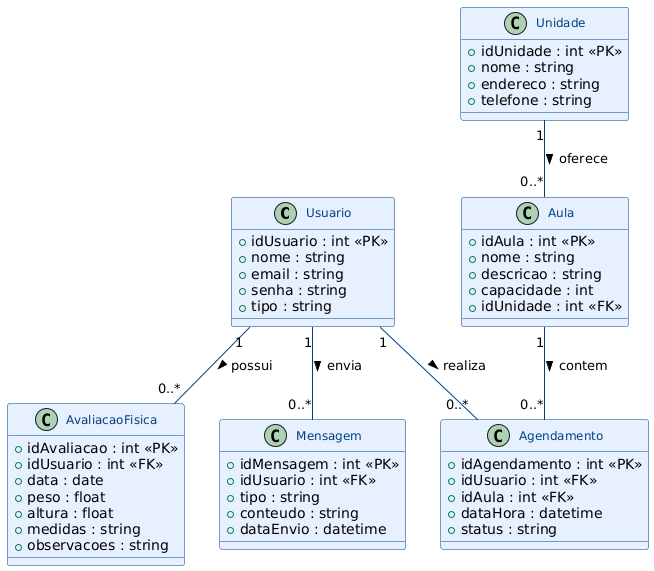 C Unidade
idUnidade : int «PK»
nome : string
endereco : string
telefone : string
1
oferece
0..*
C Usuario
idUsuario : int «PK»
nome : string
email : string
senha : string
tipo : string
C Aula
idAula : int «PK»
nome : string
descricao : string
capacidade : int
idUnidade : int «FK»
1
possui
0..*
1
envia
0..*
1
realiza
0..*
1
contem
0..*
C AvaliacaoFisica
idAvaliacao : int «PK»
idUsuario : int «FK»
data : date
peso : float
altura : float
medidas : string
observacoes : string
C Mensagem
idMensagem : int «PK»
idUsuario : int «FK»
tipo : string
conteudo : string
dataEnvio : datetime
C Agendamento
idAgendamento : int «PK»
idUsuario : int «FK»
idAula : int «FK»
dataHora : datetime
status : string